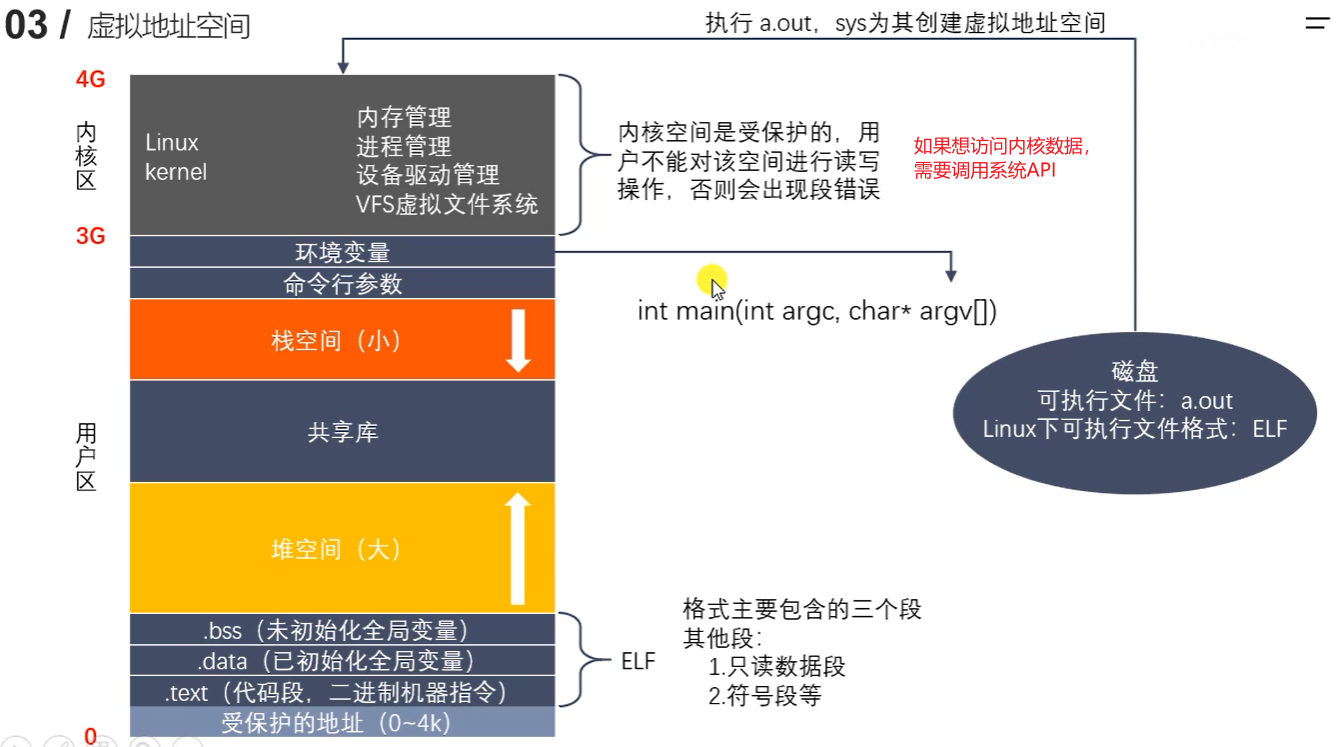 03 / 虚拟地址空间
执行 a.out，sys为其创建虚拟地址空间
4G
内核区
Linux
kernel
内存管理
进程管理
设备驱动管理
VFS虚拟文件系统
内核空间是受保护的，用
户不能对该空间进行读写
操作，否则会出现段错误
如果想访问内核数据，
需要调用系统API
3G
环境变量
命令行参数
int main(int argc, char* argv[])
栈空间（小）
磁盘
可执行文件：a.out
Linux下可执行文件格式：ELF
用户区
共享库
堆空间（大）
.bss（未初始化全局变量）
.data（已初始化全局变量）
.text（代码段，二进制机器指令）
受保护的地址（0~4k）
0
ELF
格式主要包含的三个段
其他段：
1.只读数据段
2.符号段等